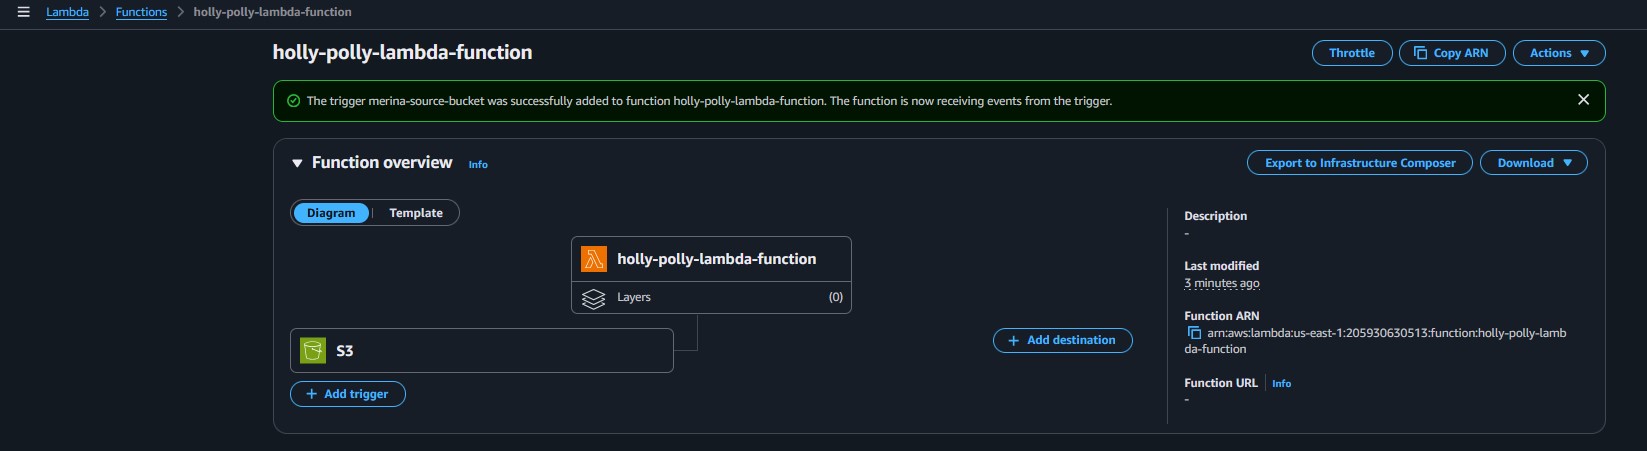 Lambda > Functions > holly-polly-lambda-function
holly-polly-lambda-function
Throttle
Copy ARN
Actions
The trigger merina-source-bucket was successfully added to function holly-polly-lambda-function. The function is now receiving events from the trigger.
Function overview
Info
Export to Infrastructure Composer
Download
Diagram
Template
holly-polly-lambda-function
Layers
(0)
S3
+ Add trigger
+ Add destination
Description
-
Last modified
3 minutes ago
Function ARN
arn:aws:lambda:us-east-1:205930630513:function:holly-polly-lamb
da-function
Function URL
Info
-